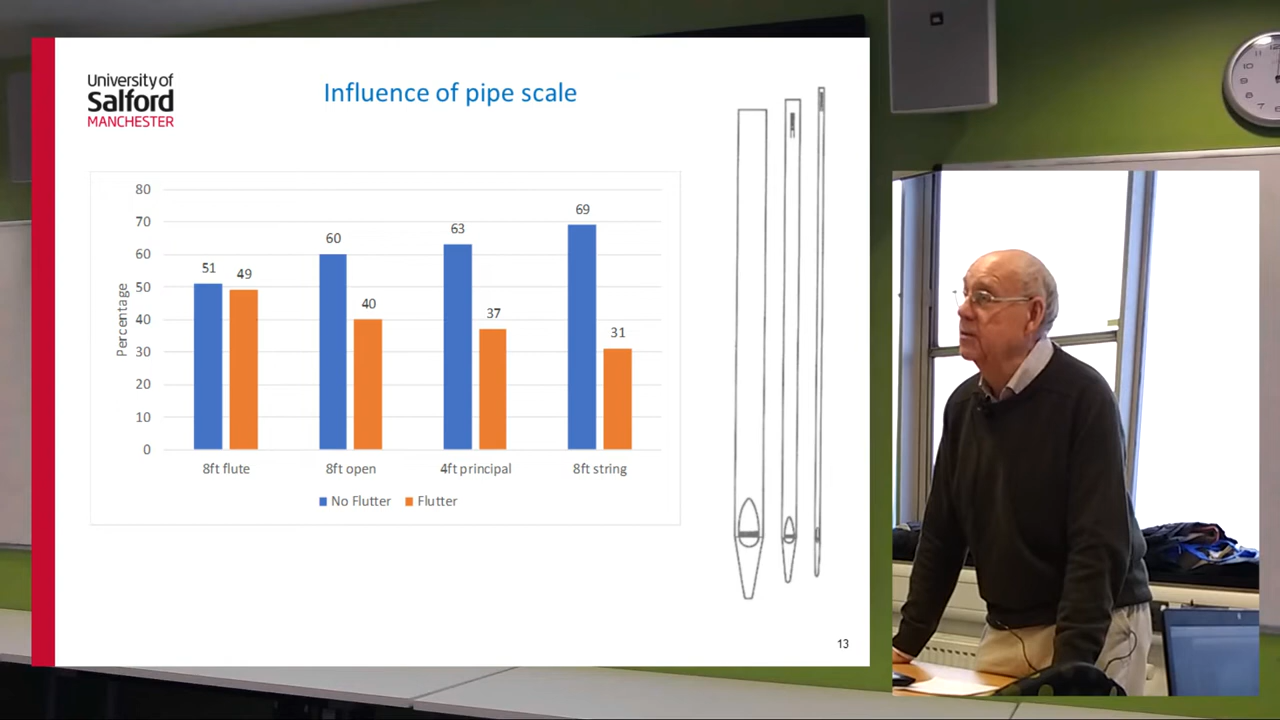 University of
Salford
MANCHESTER
Influence of pipe scale
Percentage
80
70
60
50
40
30
20
10
0
51
49
60
40
63
37
69
31
8ft flute
8ft open
4ft principal
8ft string
No Flutter
Flutter
13